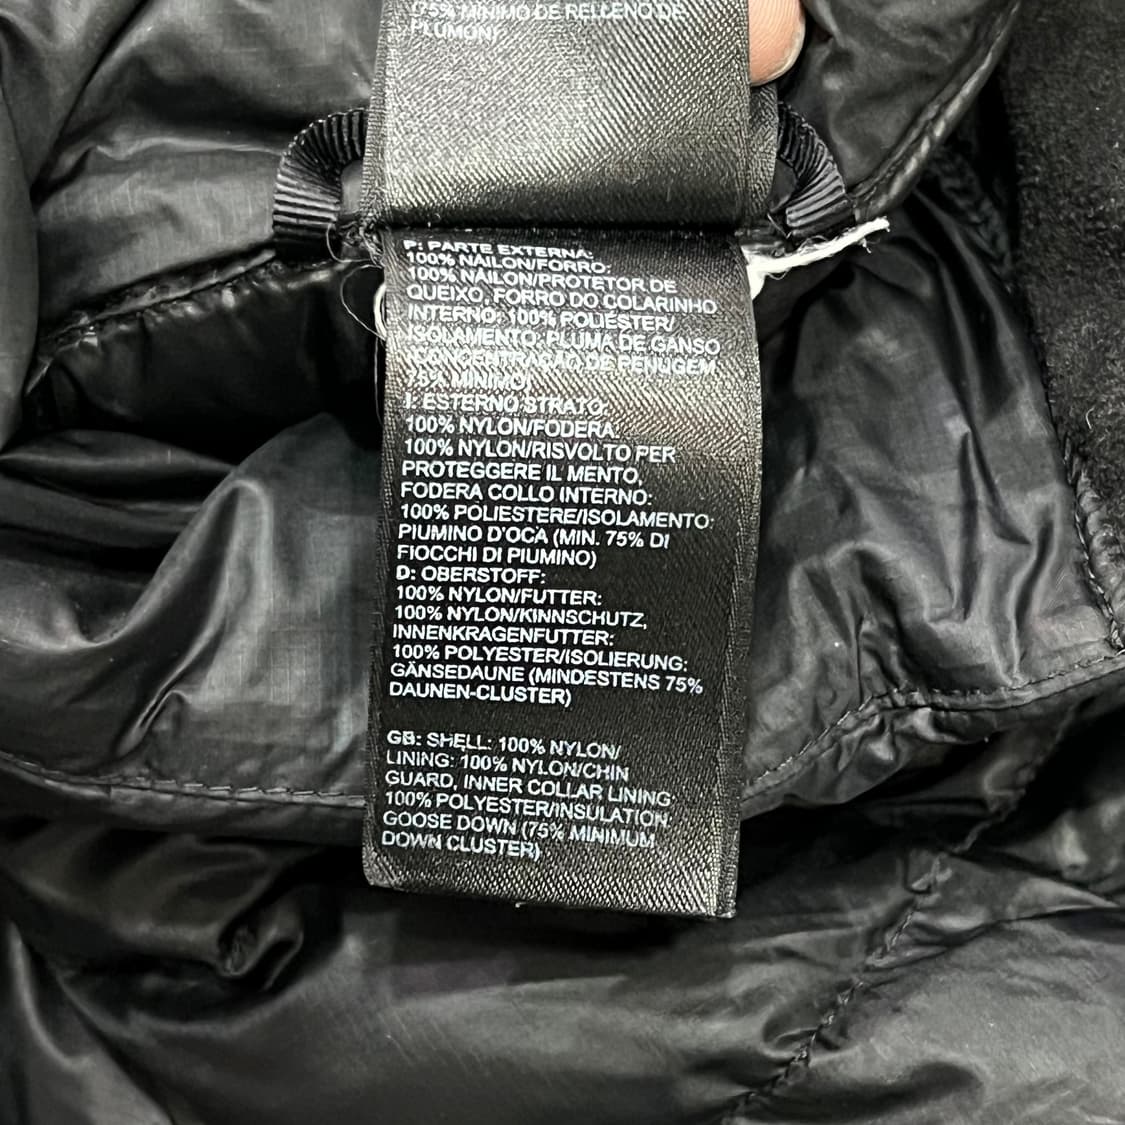 (75% MÍNIMO DE RELLENO DE
PLUMÓN)
P: PARTE EXTERNA:
100% NÁILON/FORRO:
100% NÁILON/PROTETOR DE
QUEIXO, FORRO DO COLARINHO
INTERNO: 100% POLIÉSTER/
ISOLAMENTO: PLUMA DE GANSO
(CONCENTRAÇÃO DE PENUGEM
75% MÍNIMO)
I: ESTERNO STRATO:
100% NYLON/FODERA:
100% NYLON/RISVOLTO PER
PROTEGGERE IL MENTO,
FODERA COLLO INTERNO:
100% POLIESTERE/ISOLAMENTO:
PIUMINO D'OCA (MIN. 75% DI
FIOCCHI DI PIUMINO)
D: OBERSTOFF:
100% NYLON/FUTTER:
100% NYLON/KINNSCHUTZ,
INNENKRAGENFUTTER:
100% POLYESTER/ISOLIERUNG:
GÄNSEDAUNE (MINDESTENS 75%
DAUNEN-CLUSTER)
GB: SHELL: 100% NYLON/
LINING: 100% NYLON/CHIN
GUARD, INNER COLLAR LINING:
100% POLYESTER/INSULATION:
GOOSE DOWN (75% MINIMUM
DOWN CLUSTER)